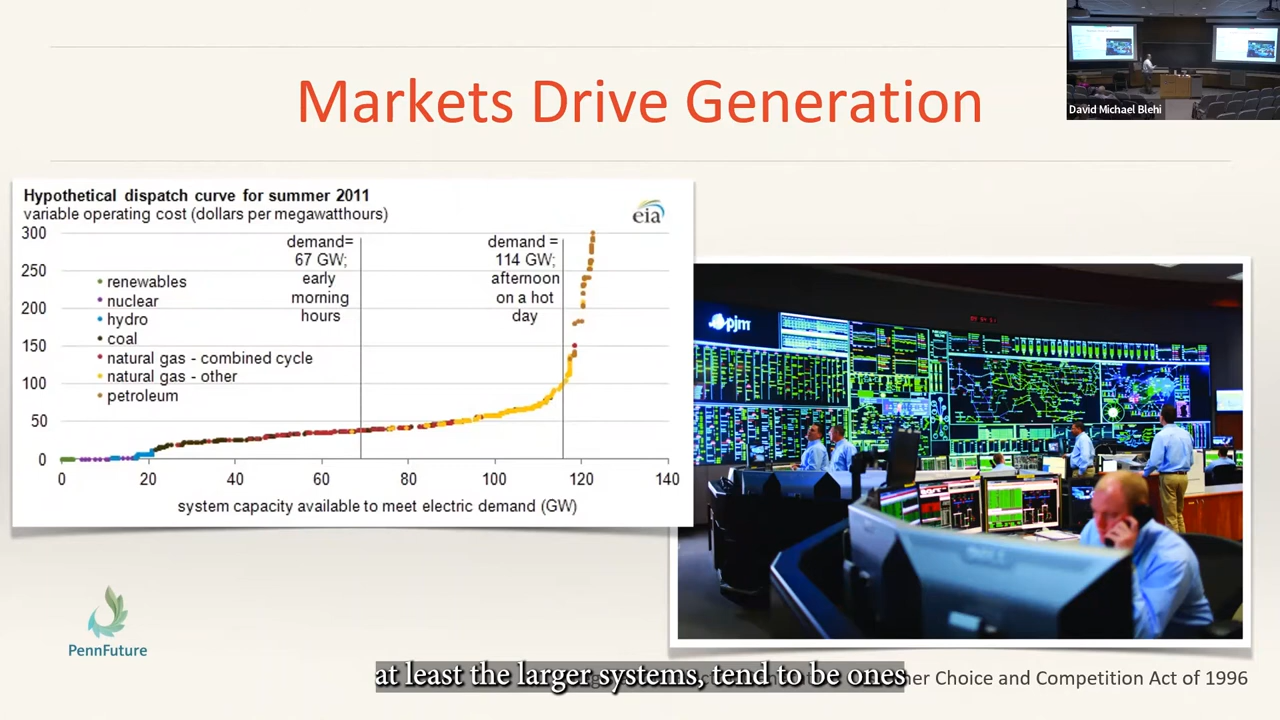 Markets Drive Generation
David Michael Blehi
Hypothetical dispatch curve for summer 2011
variable operating cost (dollars per megawatthours)
eia
300
250
200
150
100
50
0
demand=
67 GW;
early
morning
hours
demand =
114 GW;
afternoon
on a hot
day
renewables
nuclear
hydro
coal
natural gas - combined cycle
natural gas - other
petroleum
0 20 40 60 80 100 120 140
system capacity available to meet electric demand (GW)
pjm
PennFuture
at least the larger systems, tend to be ones
Choice and Competition Act of 1996